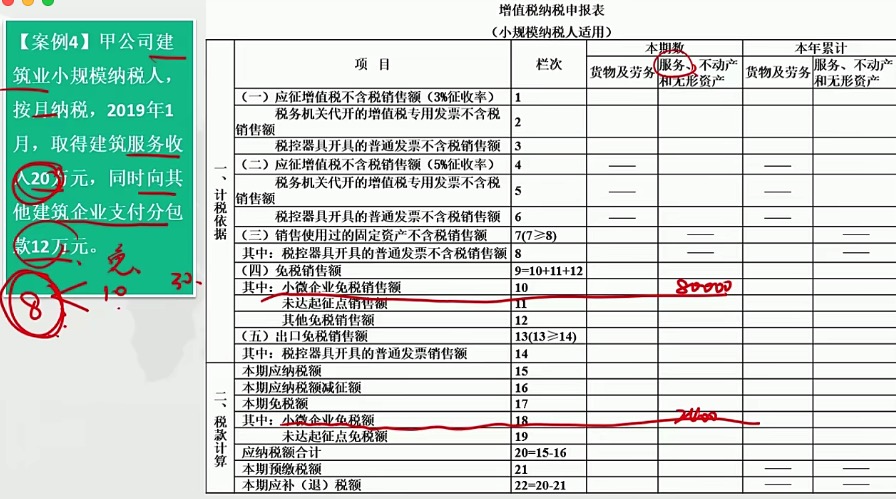 【案例4】甲公司建
筑业小规模纳税人，
按月纳税，2019年1
月，取得建筑服务收
入20万元，同时向其
他建筑企业支付分包
款12万元。
免
8
10
30
增值税纳税申报表
（小规模纳税人适用）
项 目
栏次
本期数
本年累计
货物及劳务
服务、不动产
和无形资产
货物及劳务
服务、不动产
和无形资产
一、计税依据
（一）应征增值税不含税销售额（3%征收率） 1
税务机关代开的增值税专用发票不含税
销售额 2
税控器具开具的普通发票不含税销售额 3
（二）应征增值税不含税销售额（5%征收率） 4 —— ——
税务机关代开的增值税专用发票不含税
销售额 5 —— ——
税控器具开具的普通发票不含税销售额 6 —— ——
（三）销售使用过的固定资产不含税销售额 7(7≥8) —— ——
其中：税控器具开具的普通发票不含税销售额 8 —— ——
（四）免税销售额 9=10+11+12
其中：小微企业免税销售额 10 80000
未达起征点销售额 11
其他免税销售额 12
（五）出口免税销售额 13(13≥14)
其中：税控器具开具的普通发票销售额 14
二、税款计算
本期应纳税额 15
本期应纳税额减征额 16
本期免税额 17
其中：小微企业免税额 18
未达起征点免税额 19
应纳税额合计 20=15-16
本期预缴税额 21 —— ——
本期应补（退）税额 22=20-21 —— ——